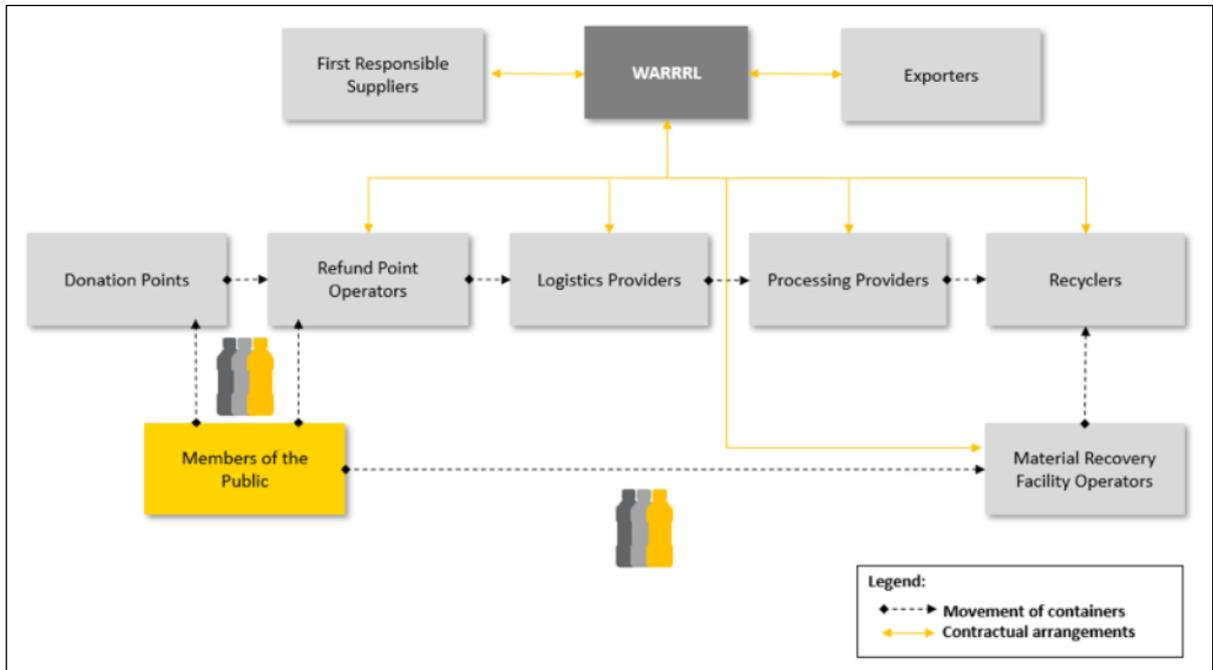 First Responsible
Suppliers
WARRRL
Exporters
Donation Points
Refund Point
Operators
Logistics Providers
Processing Providers
Recyclers
Members of the
Public
Material Recovery
Facility Operators
Legend:
Movement of containers
Contractual arrangements